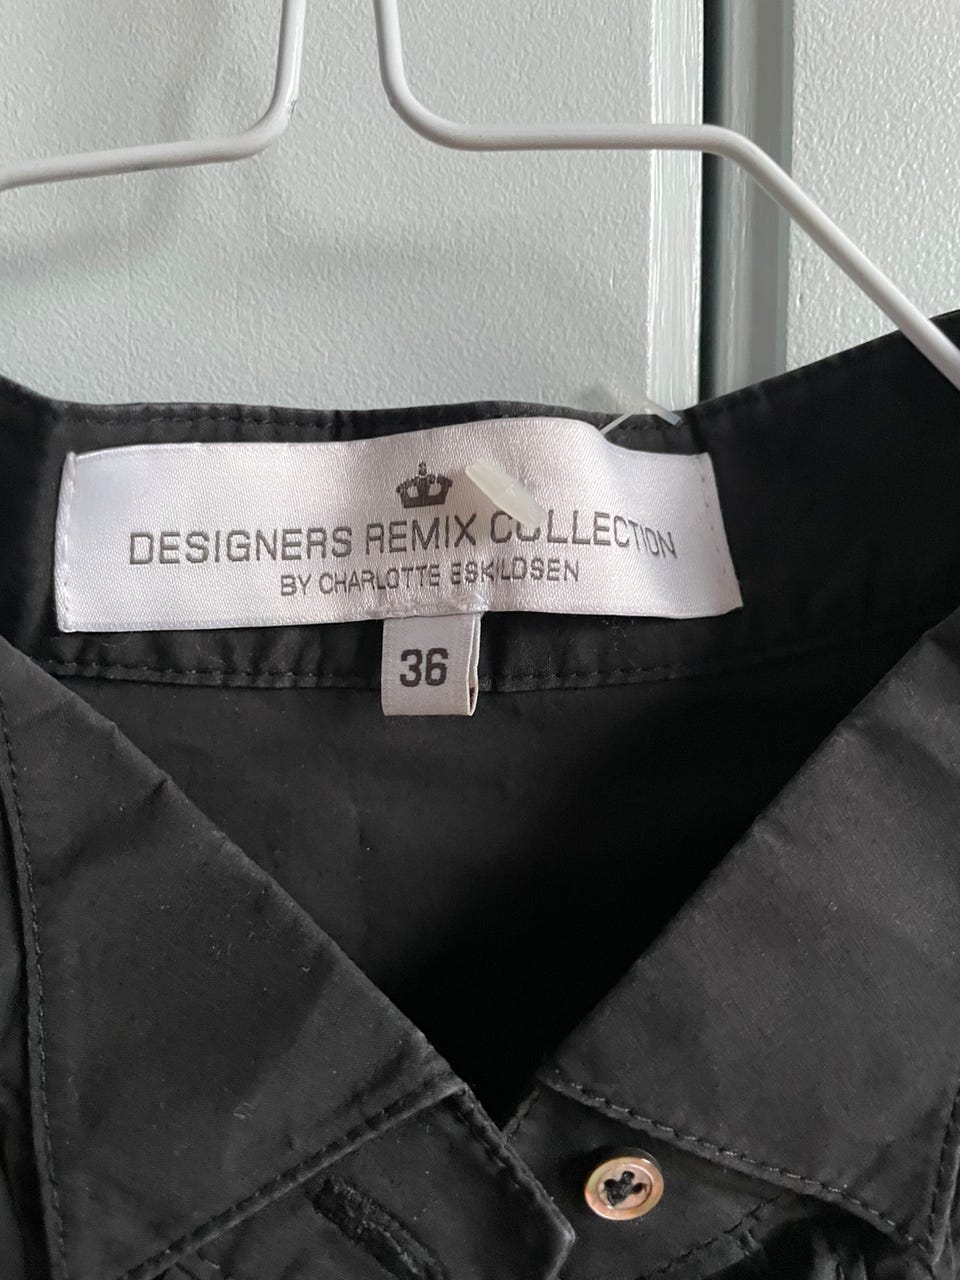 DESIGNERS REMIX COLLECTION
BY CHARLOTTE ESKILDSEN
36